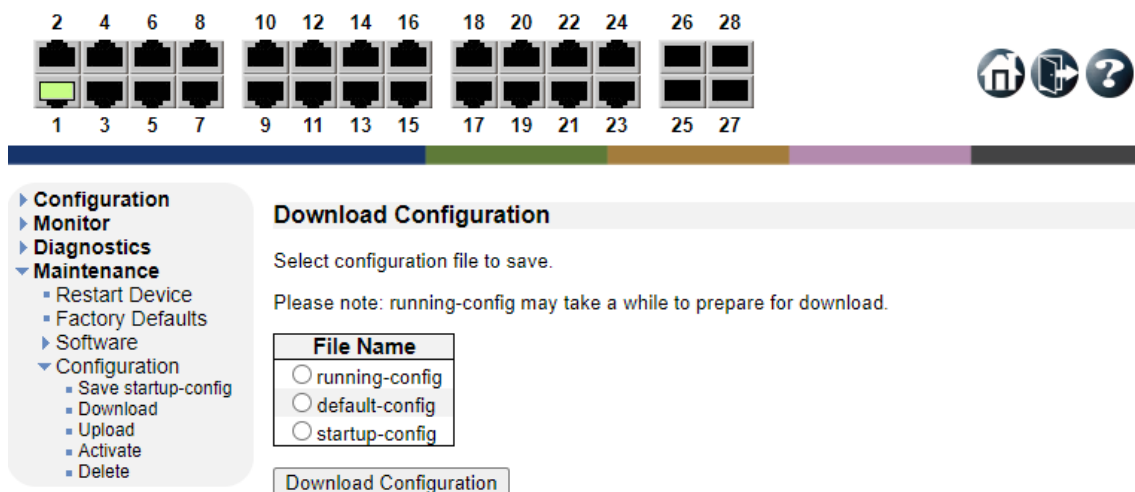 2 4 6 8 10 12 14 16 18 20 22 24 26 28
1 3 5 7 9 11 13 15 17 19 21 23 25 27
?
Configuration
Monitor
Diagnostics
Maintenance
Restart Device
Factory Defaults
Software
Configuration
Save startup-config
Download
Upload
Activate
Delete
Download Configuration
Select configuration file to save.
Please note: running-config may take a while to prepare for download.
File Name
running-config
default-config
startup-config
Download Configuration